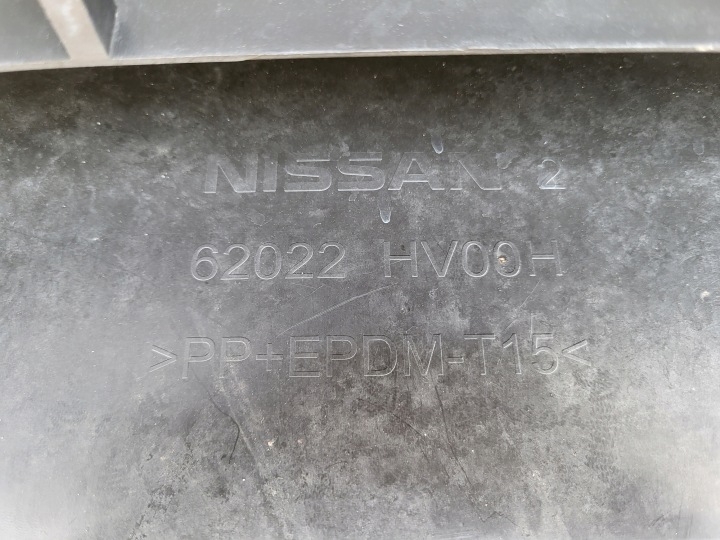 NISSAN 2
62022 HV00H
>PP+EPDM-T15<